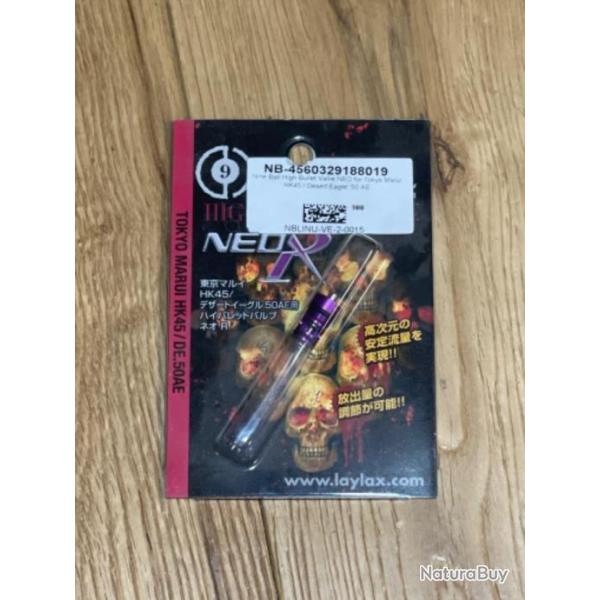 9
NB-4560329188019
Nine Ball High Bullet Valve NEO for Tokyo Marui
HK45 / Desert Eagle .50 AE
NBLINU-VE-2-0015
HIG
NEO R
東京マルイ
HK45/
デザートイーグル.50AE用
ハイバレットバルブ
ネオ R
高次元の
安定流量を
実現!!
放出量の
調節が可能!!
TOKYO MARUI HK45/DE.50AE
www.laylax.com
NaturaBuy